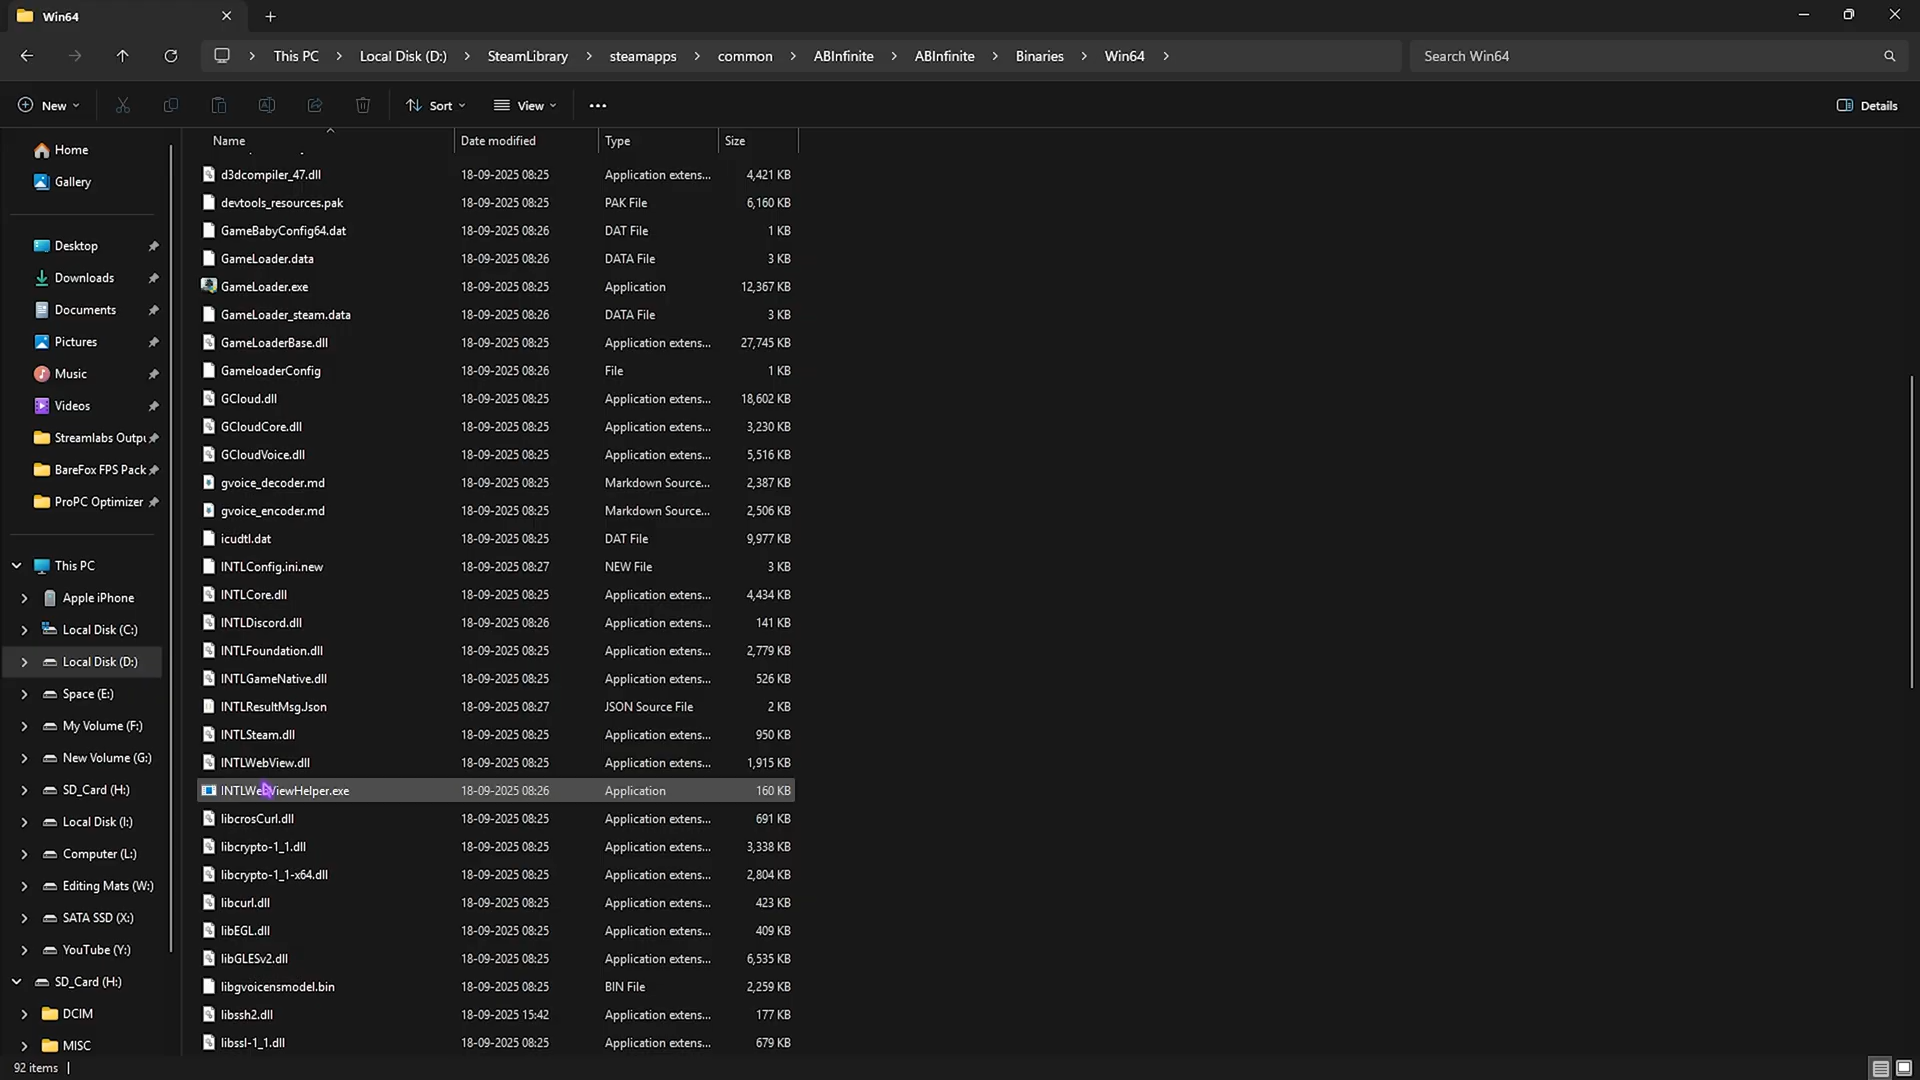 Win64
This PC > Local Disk (D:) > SteamLibrary > steamapps > common > ABInfinite > ABInfinite > Binaries > Win64 >
Search Win64
New
Sort
View
Details
Name Date modified Type Size
Home
Gallery
Desktop
Downloads
Documents
Pictures
Music
Videos
Streamlabs Outpu
BareFox FPS Pack
ProPC Optimizer
This PC
Apple iPhone
Local Disk (C:)
Local Disk (D:)
Space (E:)
My Volume (F:)
New Volume (G:)
SD_Card (H:)
Local Disk (I:)
Computer (L:)
Editing Mats (W:)
SATA SSD (X:)
YouTube (Y:)
SD_Card (H:)
DCIM
MISC
d3dcompiler_47.dll 18-09-2025 08:25 Application extens... 4,421 KB
devtools_resources.pak 18-09-2025 08:25 PAK File 6,160 KB
GameBabyConfig64.dat 18-09-2025 08:26 DAT File 1 KB
GameLoader.data 18-09-2025 08:26 DATA File 3 KB
GameLoader.exe 18-09-2025 08:25 Application 12,367 KB
GameLoader_steam.data 18-09-2025 08:26 DATA File 3 KB
GameLoaderBase.dll 18-09-2025 08:25 Application extens... 27,745 KB
GameloaderConfig 18-09-2025 08:26 File 1 KB
GCloud.dll 18-09-2025 08:25 Application extens... 18,602 KB
GCloudCore.dll 18-09-2025 08:25 Application extens... 3,230 KB
GCloudVoice.dll 18-09-2025 08:25 Application extens... 5,516 KB
gvoice_decoder.md 18-09-2025 08:25 Markdown Source... 2,387 KB
gvoice_encoder.md 18-09-2025 08:25 Markdown Source... 2,506 KB
icudtl.dat 18-09-2025 08:25 DAT File 9,977 KB
INTLConfig.ini.new 18-09-2025 08:27 NEW File 3 KB
INTLCore.dll 18-09-2025 08:25 Application extens... 4,434 KB
INTLDiscord.dll 18-09-2025 08:26 Application extens... 141 KB
INTLFoundation.dll 18-09-2025 08:25 Application extens... 2,779 KB
INTLGameNative.dll 18-09-2025 08:25 Application extens... 526 KB
INTLResultMsg.Json 18-09-2025 08:27 JSON Source File 2 KB
INTLSteam.dll 18-09-2025 08:25 Application extens... 950 KB
INTLWebView.dll 18-09-2025 08:25 Application extens... 1,915 KB
INTLWebViewHelper.exe 18-09-2025 08:26 Application 160 KB
libcrosCurl.dll 18-09-2025 08:25 Application extens... 691 KB
libcrypto-1_1.dll 18-09-2025 08:25 Application extens... 3,338 KB
libcrypto-1_1-x64.dll 18-09-2025 08:25 Application extens... 2,804 KB
libcurl.dll 18-09-2025 08:25 Application extens... 423 KB
libEGL.dll 18-09-2025 08:25 Application extens... 409 KB
libGLESv2.dll 18-09-2025 08:25 Application extens... 6,535 KB
libgvoicensmodel.bin 18-09-2025 08:25 BIN File 2,259 KB
libssh2.dll 18-09-2025 15:42 Application extens... 177 KB
libssl-1_1.dll 18-09-2025 08:25 Application extens... 679 KB
92 items